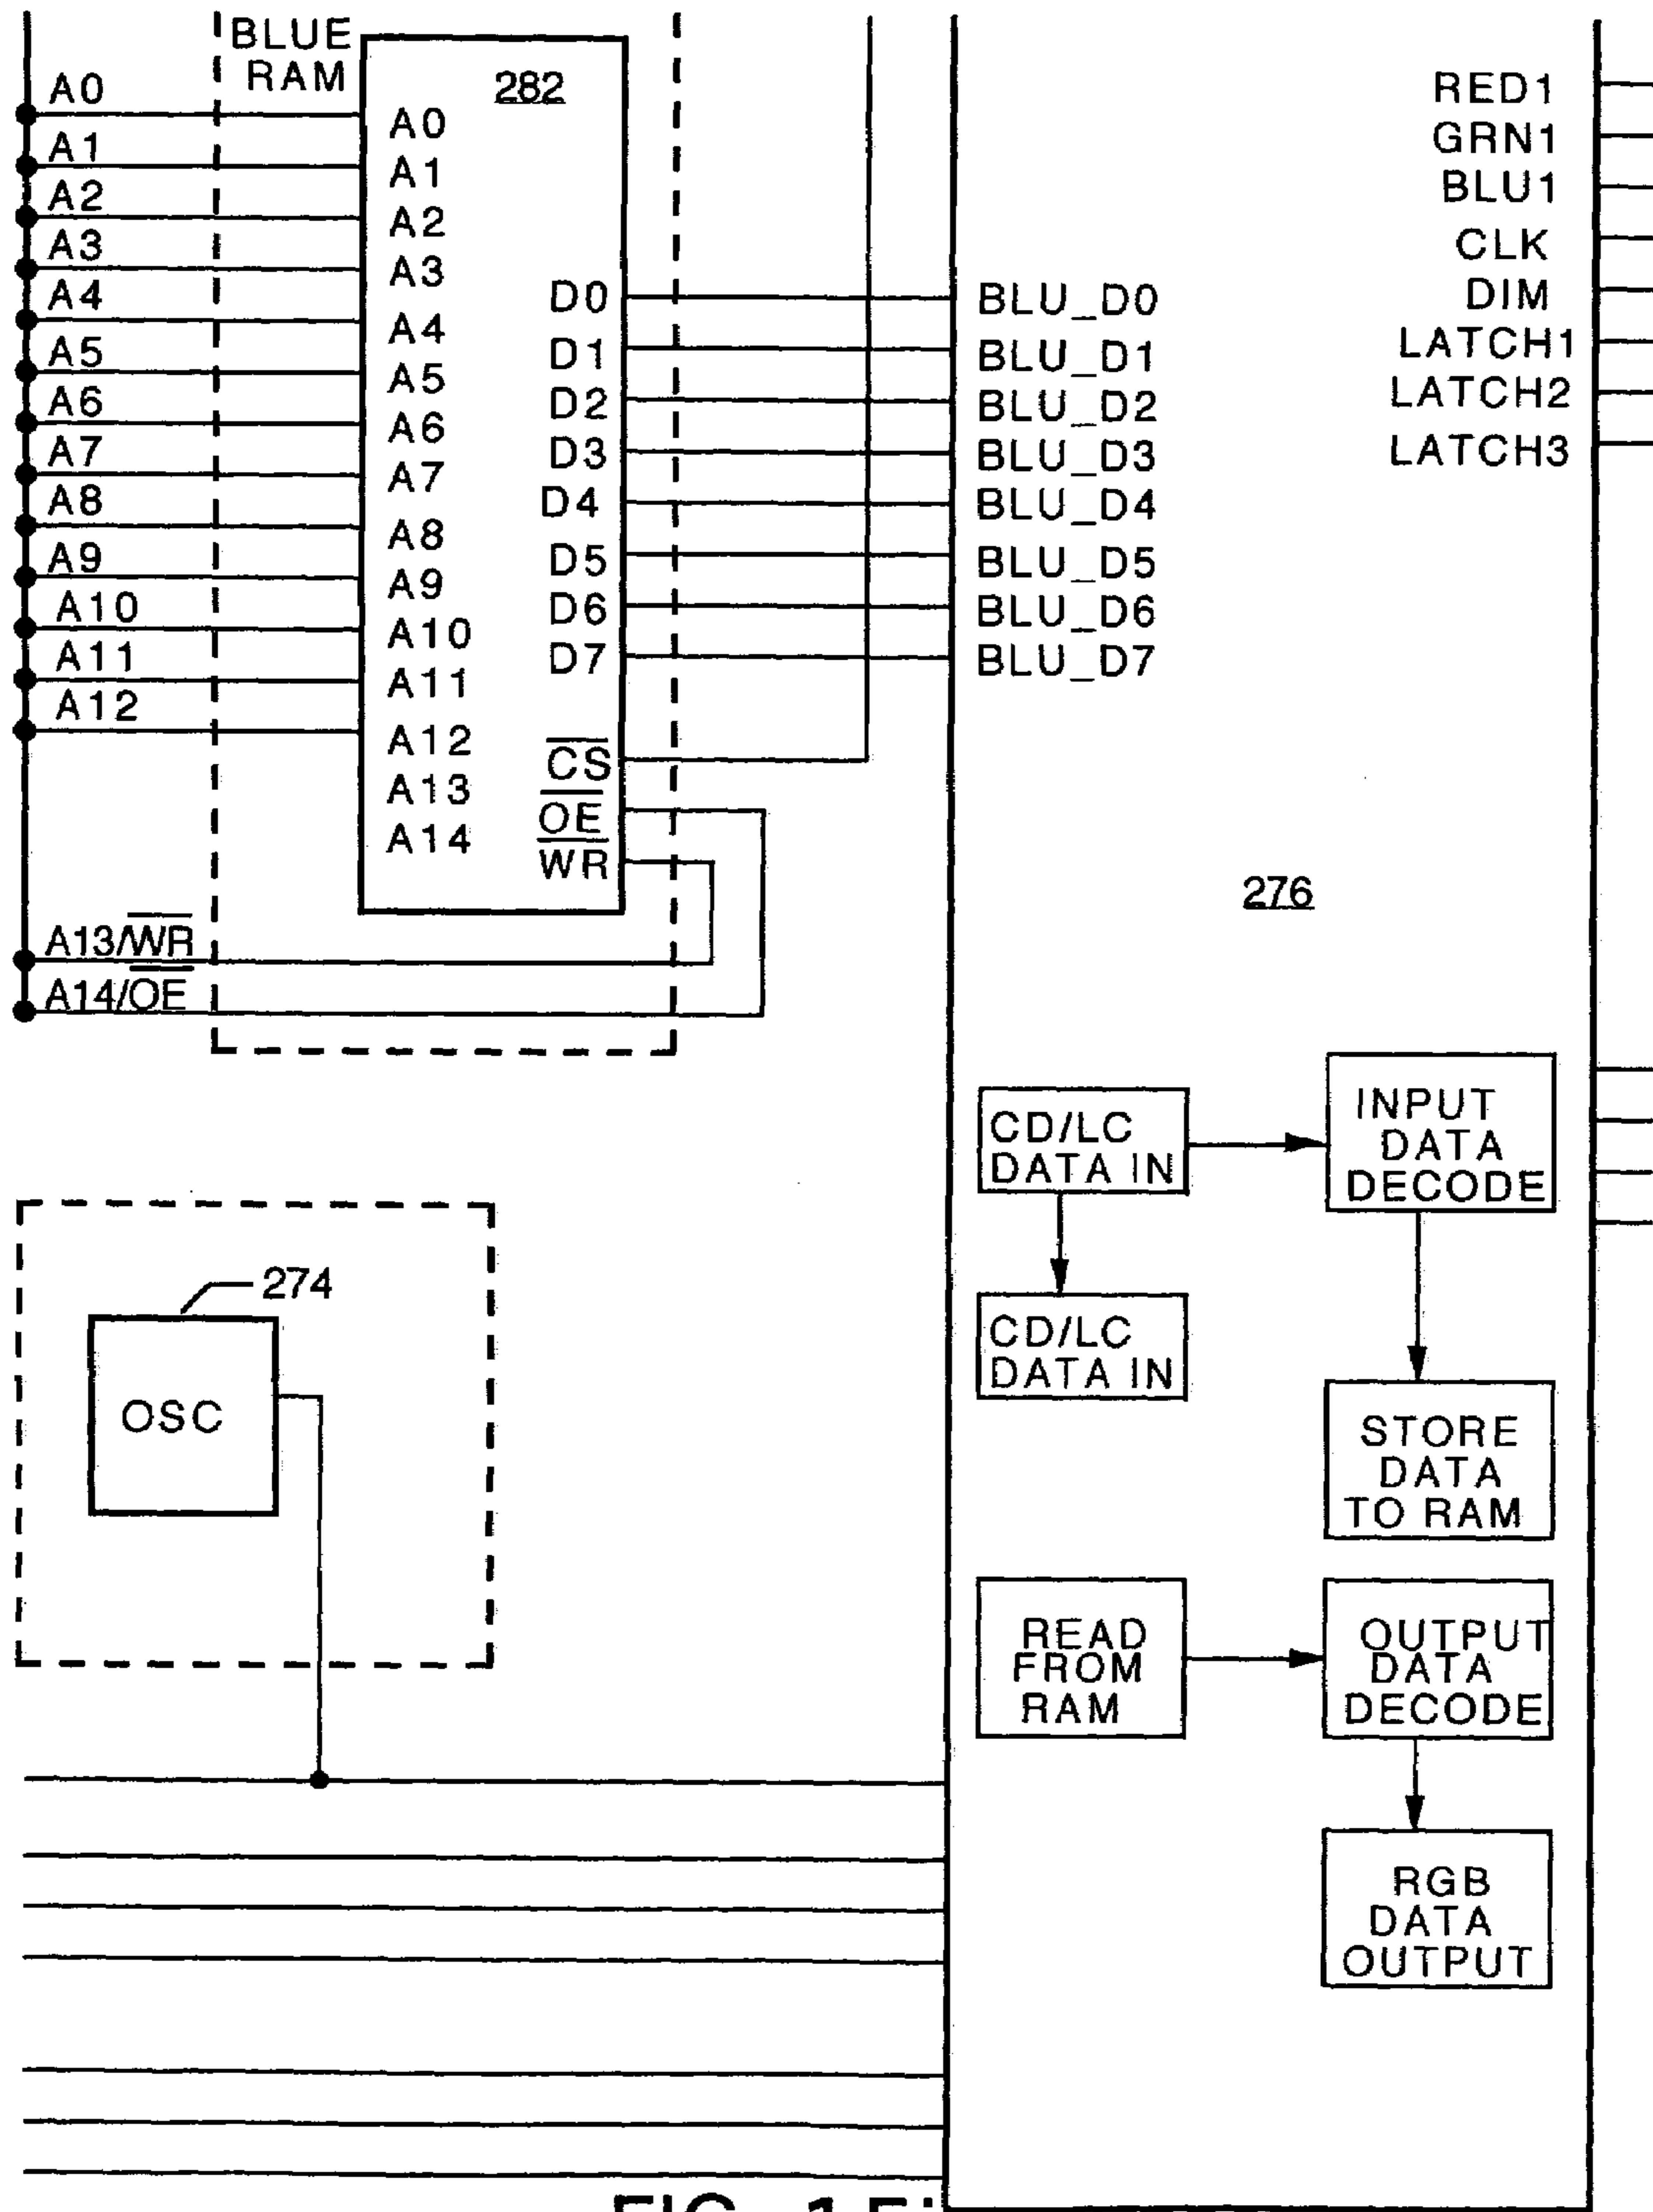 BLUE
RAM
282
A0
A1
A2
A3
A4
A5
A6
A7
A8
A9
A10
A11
A12
A13/WR
A14/OE
A0
A1
A2
A3
A4
A5
A6
A7
A8
A9
A10
A11
A12
A13
A14
D0
D1
D2
D3
D4
D5
D6
D7
CS
OE
WR
BLU_D0
BLU_D1
BLU_D2
BLU_D3
BLU_D4
BLU_D5
BLU_D6
BLU_D7
RED1
GRN1
BLU1
CLK
DIM
LATCH1
LATCH2
LATCH3
276
CD/LC
DATA IN
INPUT
DATA
DECODE
CD/LC
DATA IN
STORE
DATA
TO RAM
READ
FROM
RAM
OUTPUT
DATA
DECODE
RGB
DATA
OUTPUT
274
OSC